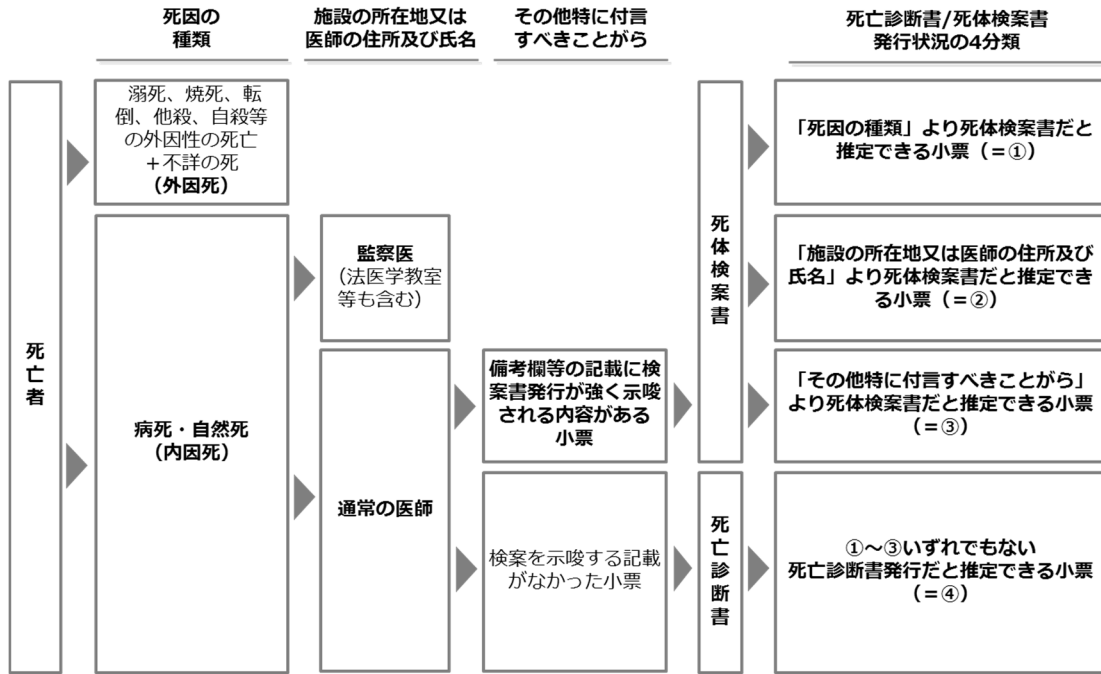 死因の
種類
施設の所在地又は
医師の住所及び氏名
その他特に付言
すべきことがら
死亡診断書/死体検案書
発行状況の4分類
死亡者
溺死、焼死、転
倒、他殺、自殺等
の外因性の死亡
＋不詳の死
（外因死）
病死・自然死
（内因死）
監察医
（法医学教室
等も含む）
通常の医師
備考欄等の記載に検
案書発行が強く示唆
される内容がある
小票
検案を示唆する記載
がなかった小票
死体検案書
死亡診断書
「死因の種類」より死体検案書だと
推定できる小票（＝①）
「施設の所在地又は医師の住所及び
氏名」より死体検案書だと推定でき
る小票（＝②）
「その他特に付言すべきことがら」
より死体検案書だと推定できる小票
（＝③）
①～③いずれでもない
死亡診断書発行だと推定できる小票
（＝④）